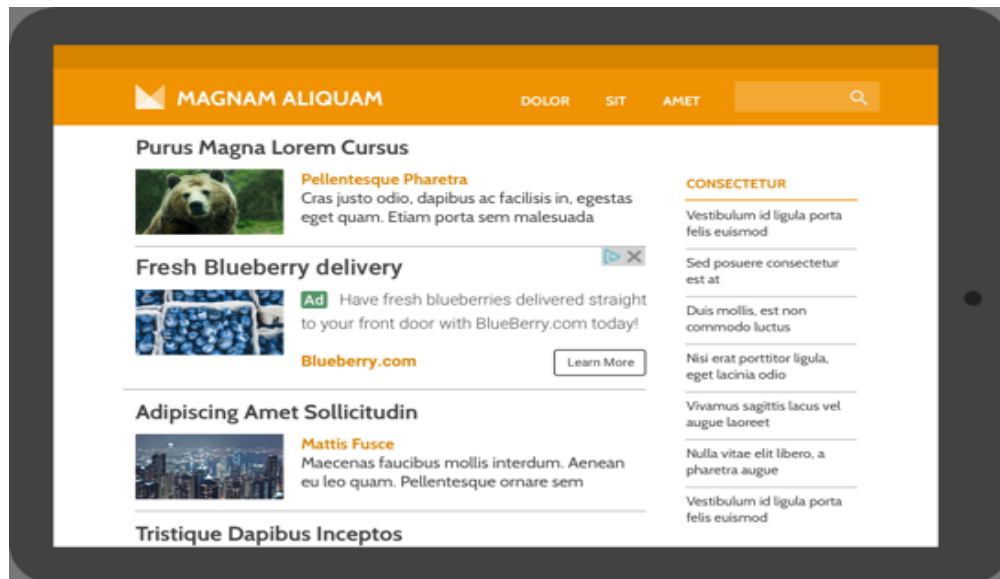 MAGNAM ALIQUAM
DOLOR SIT AMET
Purus Magna Lorem Cursus
Pellentesque Pharetra
Cras justo odio, dapibus ac facilisis in, egestas
eget quam. Etiam porta sem malesuada
Fresh Blueberry delivery
Ad Have fresh blueberries delivered straight
to your front door with BlueBerry.com today!
Blueberry.com
Learn More
Adipiscing Amet Sollicitudin
Mattis Fusce
Maecenas faucibus mollis interdum. Aenean
eu leo quam. Pellentesque ornare sem
Tristique Dapibus Inceptos
CONSECTETUR
Vestibulum id ligula porta
felis euismod
Sed posuere consectetur
est at
Duis mollis, est non
commodo luctus
Nisi erat porttitor ligula,
eget lacinia odio
Vivamus sagittis lacus vel
augue laoreet
Nulla vitae elit libero, a
pharetra augue
Vestibulum id ligula porta
felis euismod